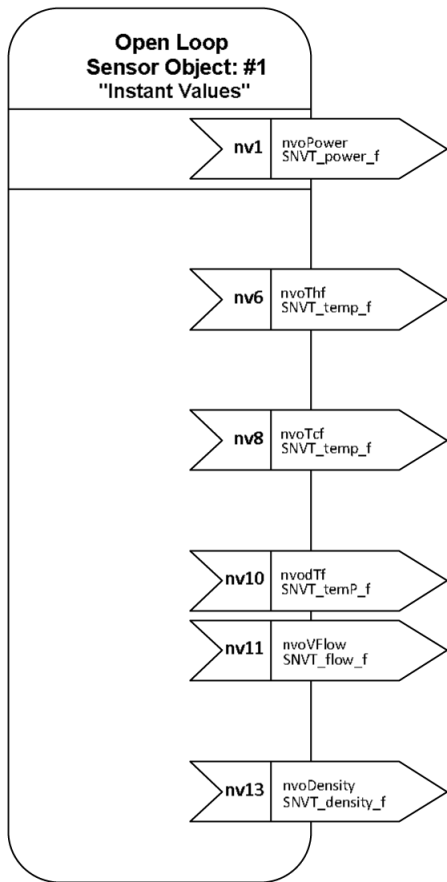 Open Loop
Sensor Object: #1
"Instant Values"
nv1
nvoPower
SNVT_power_f
nv6
nvoThf
SNVT_temp_f
nv8
nvoTcf
SNVT_temp_f
nv10
nvodTf
SNVT_temP_f
nv11
nvoVFlow
SNVT_flow_f
nv13
nvoDensity
SNVT_density_f